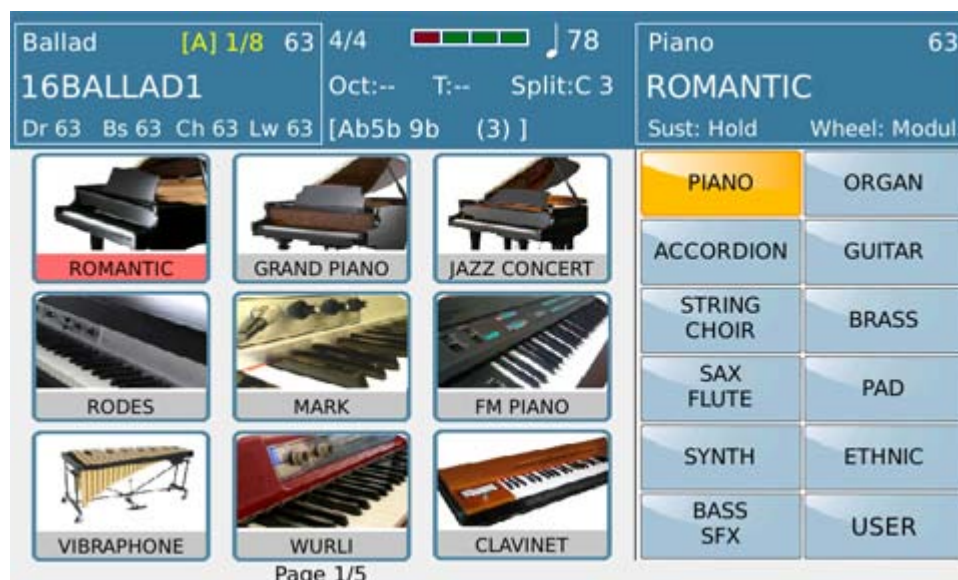 Ballad [A] 1/8 63
16BALLAD1
Dr 63 Bs 63 Ch 63 Lw 63
4/4 78
Oct:-- T:-- Split:C 3
[Ab5b 9b (3) ]
Piano 63
ROMANTIC
Sust: Hold Wheel: Modul
ROMANTIC GRAND PIANO JAZZ CONCERT
RODES MARK FM PIANO
VIBRAPHONE WURLI CLAVINET
Page 1/5
PIANO ORGAN
ACCORDION GUITAR
STRING
CHOIR
BRASS
SAX
FLUTE
PAD
SYNTH ETHNIC
BASS
SFX
USER